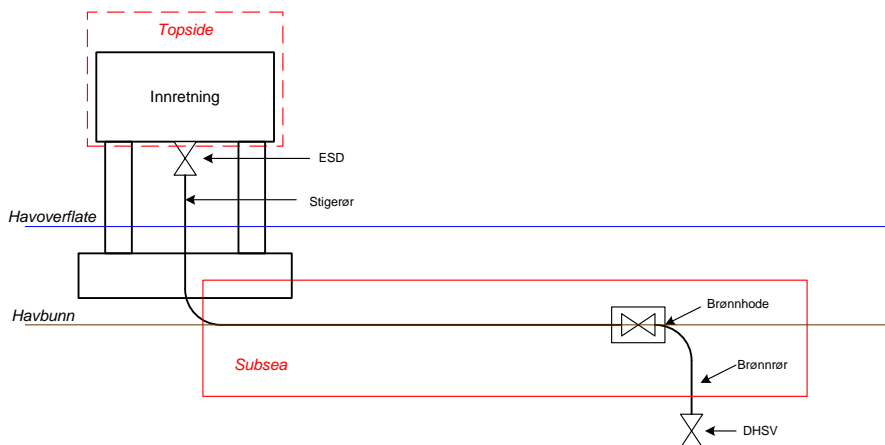 Topside
Innretning
ESD
Stigerør
Havoverflate
Brønnhode
Havbunn
Subsea
Brønnrør
DHSV